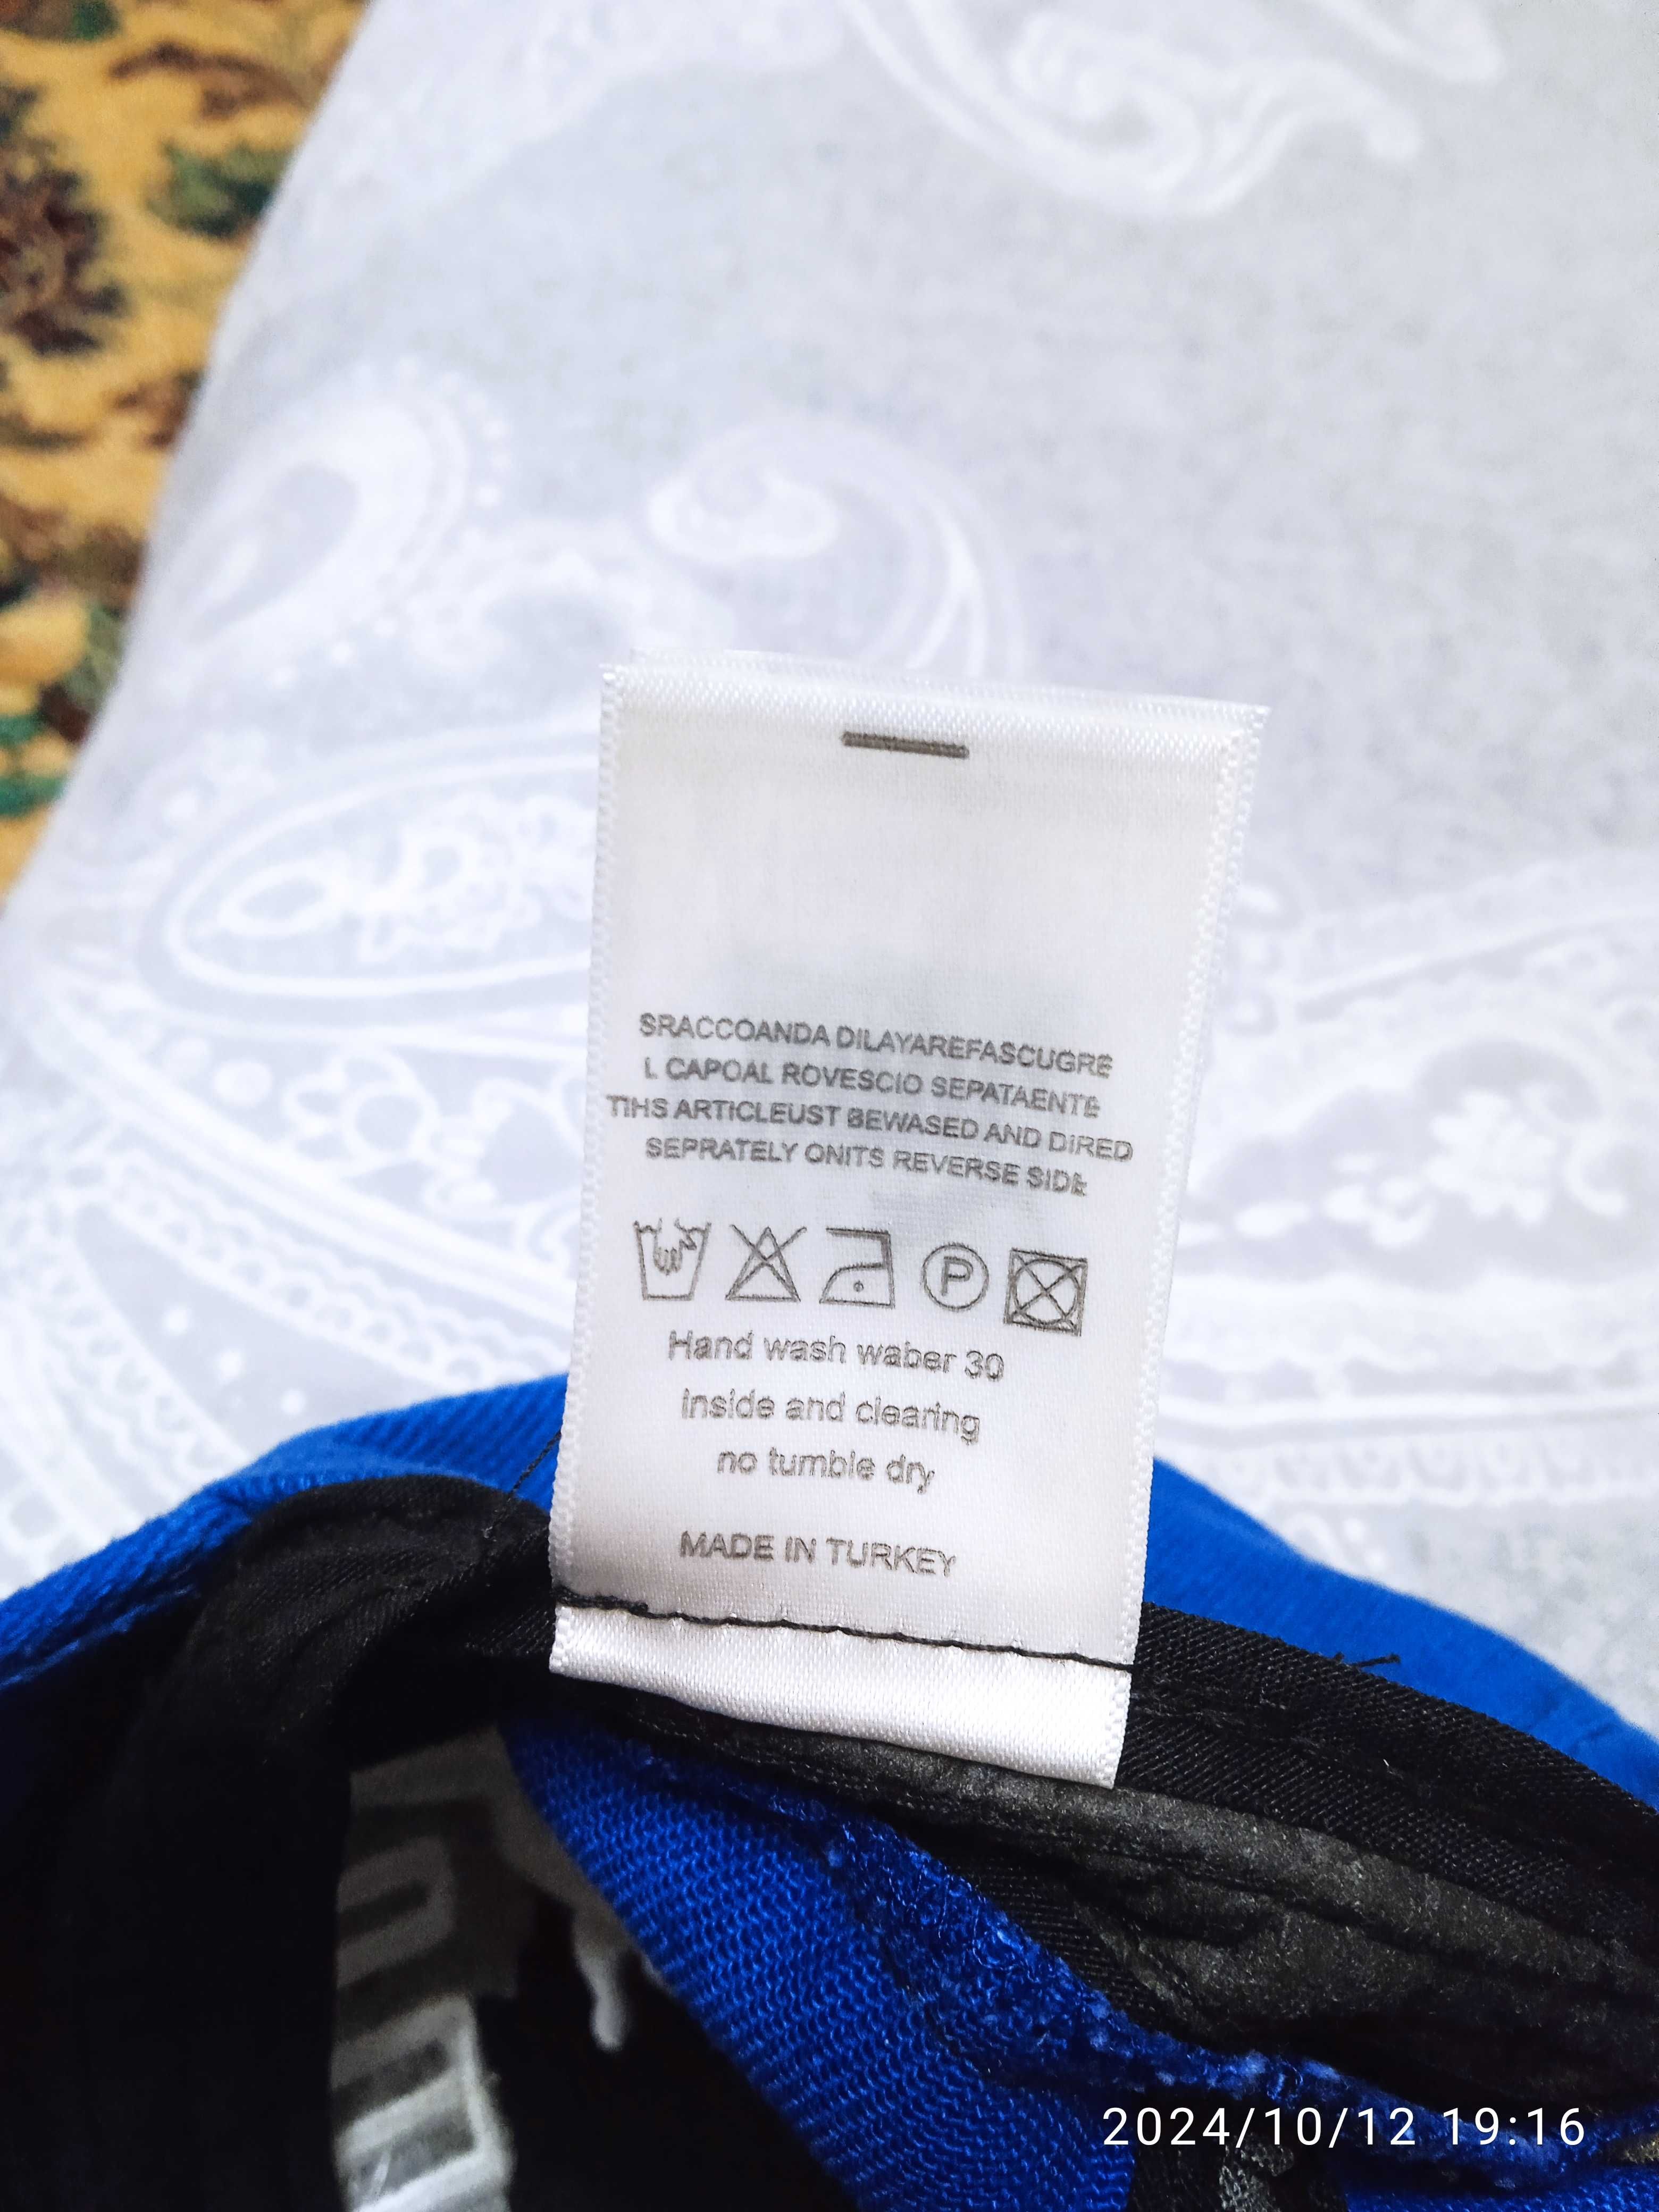 SRACCOANDA DILAYAREFASCUGRE
L CAPOAL ROVESCIO SEPATAENTE
TIHS ARTICLEUST BEWASED AND DIRED
SEPRATELY ONITS REVERSE SIDE
P
Hand wash waber 30
inside and clearing
no tumble dry
MADE IN TURKEY
2024/10/12 19:16